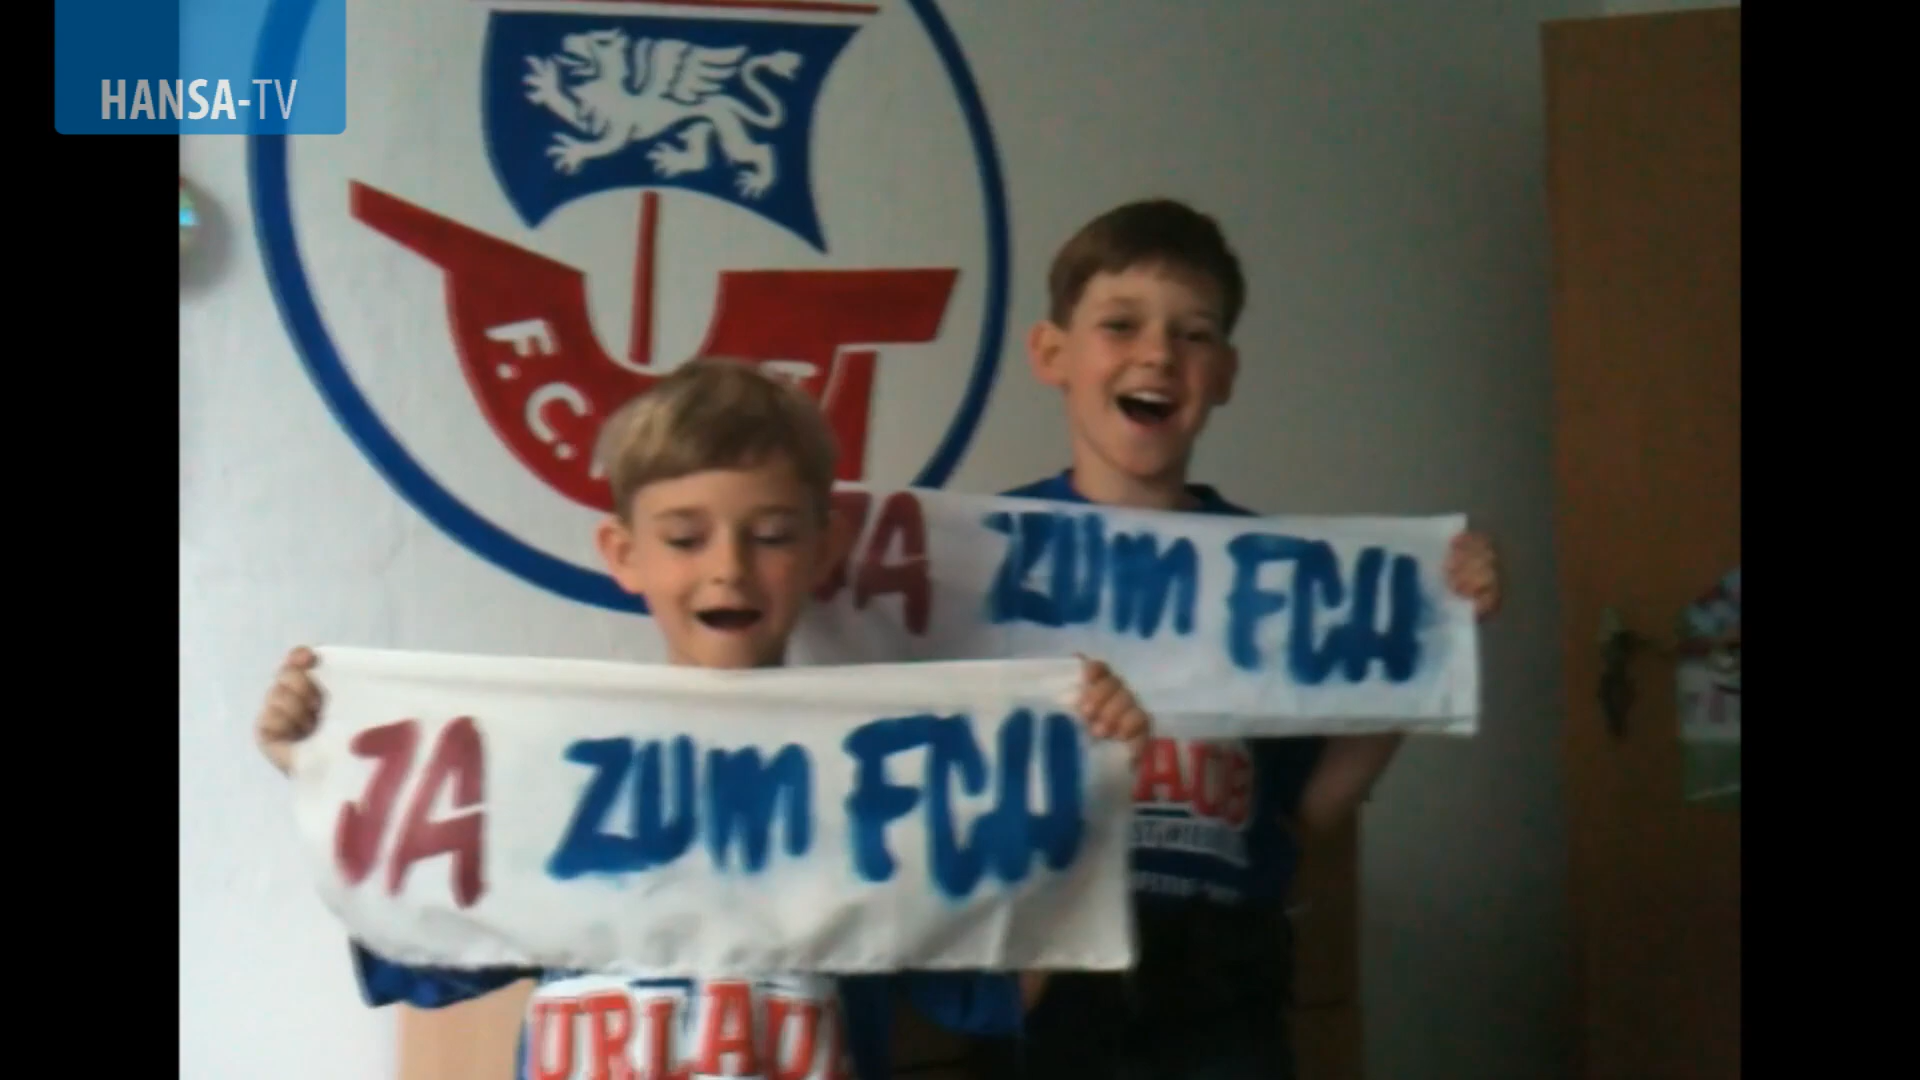 HANSA-TV
F.C.
JA ZUM FCH
JA ZUM FCH
URLAUB